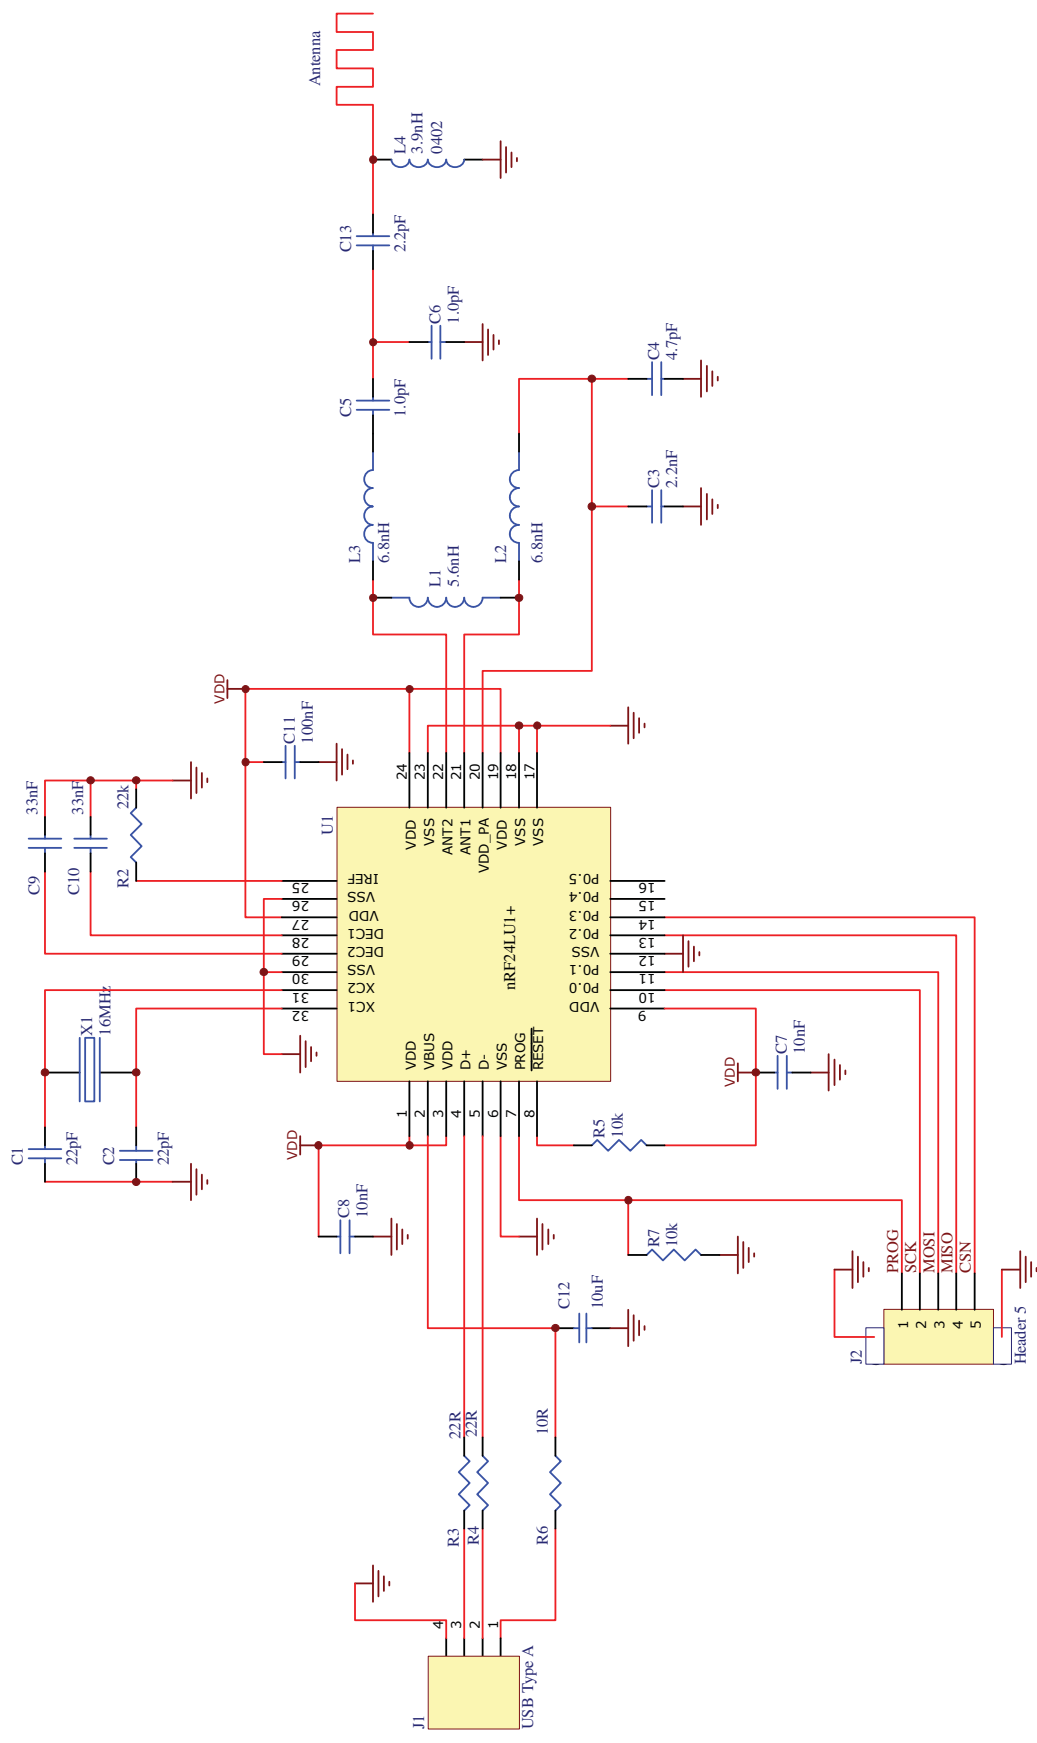 J1
USB Type A
4
3
2
1
R3
22R
R4
22R
R6
10R
C12
10uF
C1
22pF
C2
22pF
X1
16MHz
C8
10nF
VDD
R7
10k
R5
10k
VDD
C7
10nF
J2
Header 5
1
2
3
4
5
PROG
SCK
MOSI
MISO
CSN
U1
nRF24LU1+
1
2
3
4
5
6
7
8
VDD
VBUS
VDD
D+
D-
VSS
PROG
RESET
9
10
11
12
13
14
15
16
VDD
P0.0
P0.1
VSS
P0.2
P0.3
P0.4
P0.5
24
23
22
21
20
19
18
17
VDD
VSS
ANT2
ANT1
VDD_PA
VDD
VSS
VSS
32
31
30
29
28
27
26
25
XC1
XC2
VSS
DEC2
DEC1
VDD
VSS
IREF
C9
33nF
C10
33nF
R2
22k
VDD
C11
100nF
L1
5.6nH
L3
6.8nH
L2
6.8nH
C3
2.2nF
C4
4.7pF
C5
1.0pF
C6
1.0pF
C13
2.2pF
L4
3.9nH
0402
Antenna